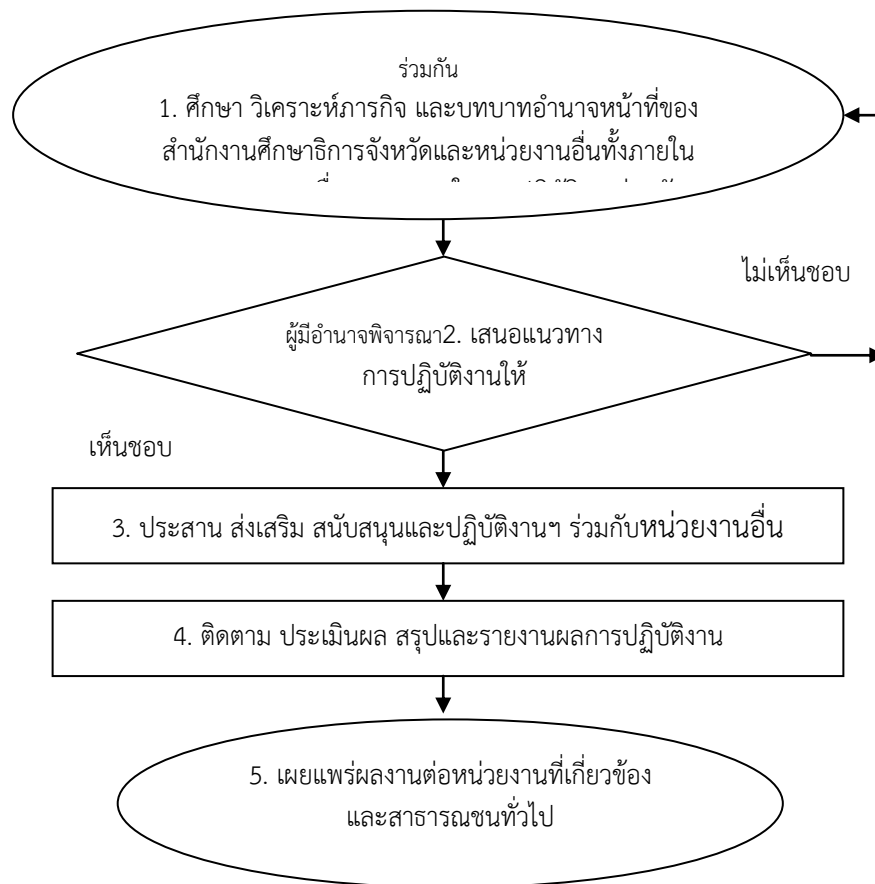 ร่วมกัน
1. ศึกษา วิเคราะห์ภารกิจ และบทบาทอำนาจหน้าที่ของ
สำนักงานศึกษาธิการจังหวัดและหน่วยงานอื่นทั้งภายใน
ไม่เห็นชอบ
ผู้มีอำนาจพิจารณา2. เสนอแนวทาง
การปฏิบัติงานให้
เห็นชอบ
3. ประสาน ส่งเสริม สนับสนุนและปฏิบัติงานฯ ร่วมกับหน่วยงานอื่น
4. ติดตาม ประเมินผล สรุปและรายงานผลการปฏิบัติงาน
5. เผยแพร่ผลงานต่อหน่วยงานที่เกี่ยวข้อง
และสาธารณชนทั่วไป